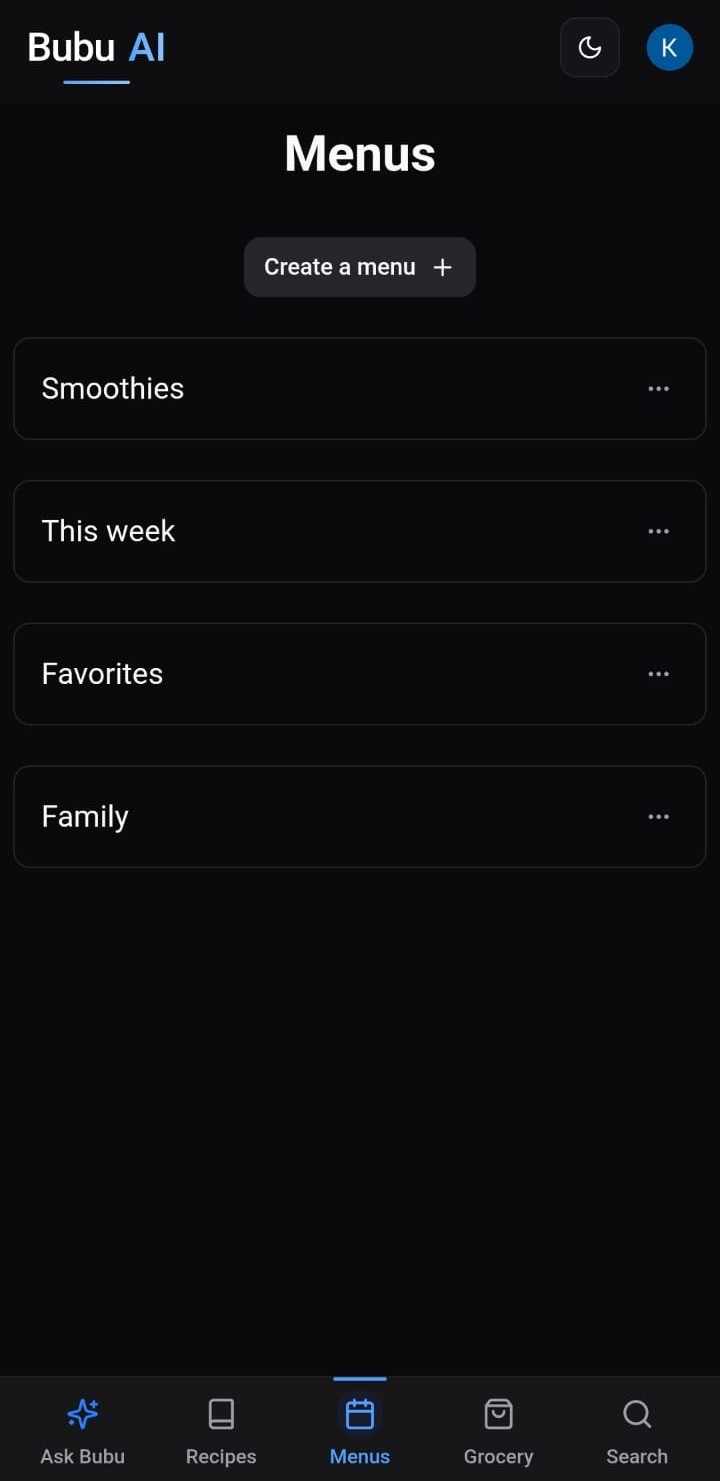 Bubu AI
K
Menus
Create a menu +
Smoothies
This week
Favorites
Family
Ask Bubu
Recipes
Menus
Grocery
Search